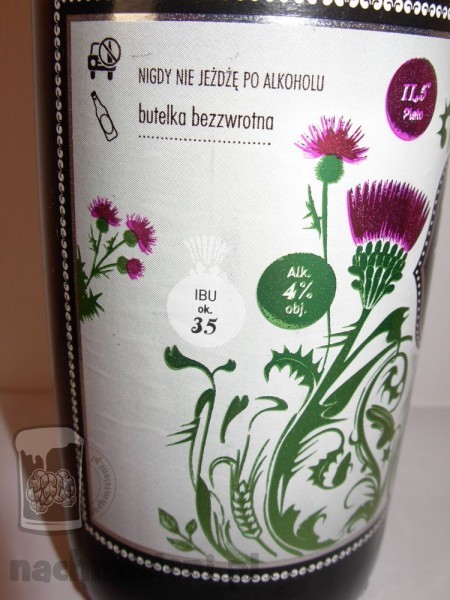 NIGDY NIE JEŻDŻĘ PO ALKOHOLU
butelka bezzwrotna
11,5°
Plato
Alk.
4%
obj.
IBU
ok.
35